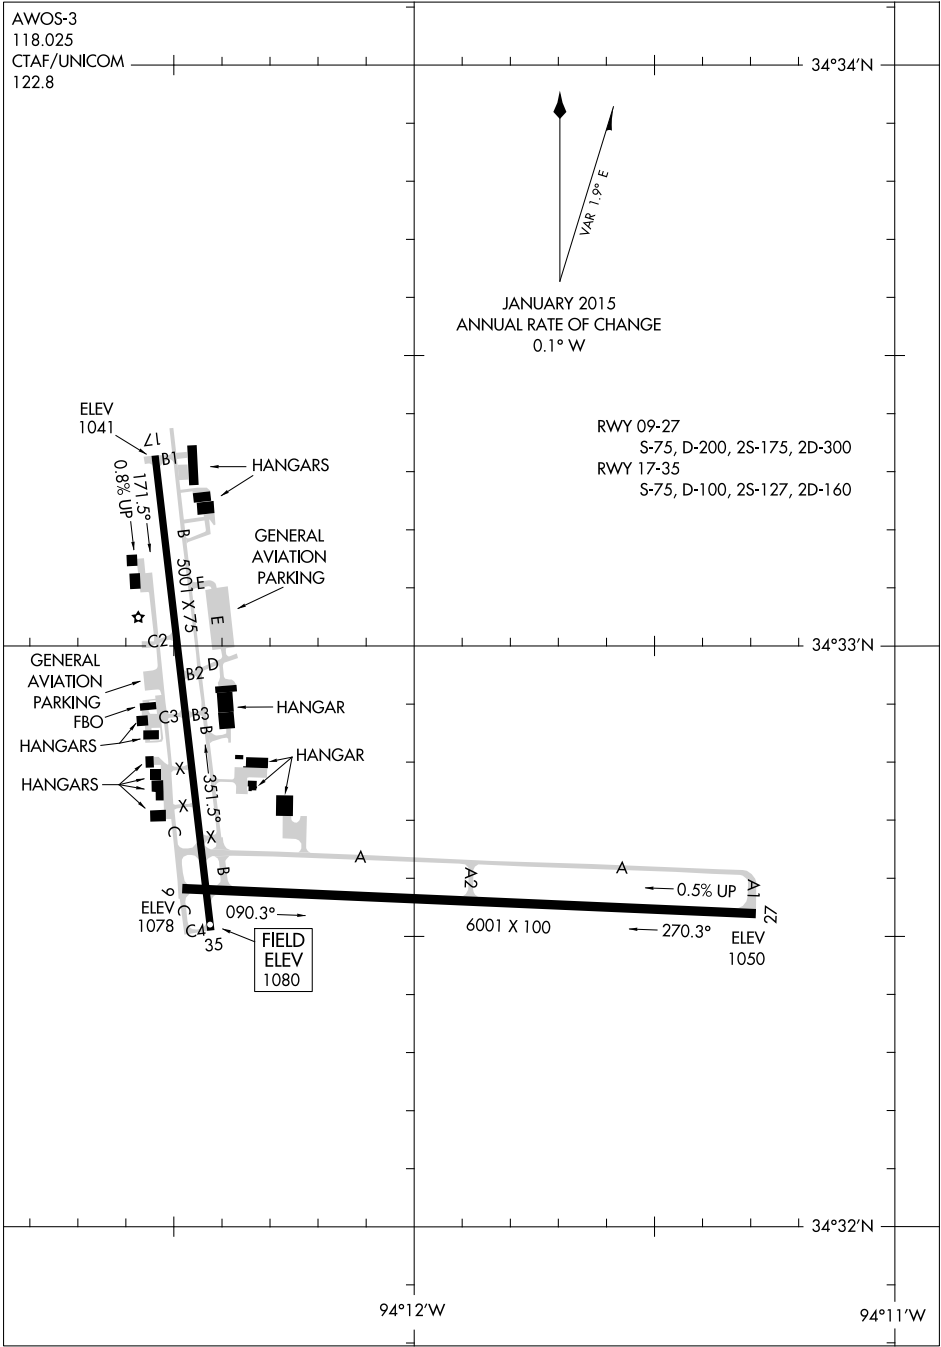 AWOS-3
118.025
CTAF/UNICOM
122.8
34°34'N
VAR 1.9° E
JANUARY 2015
ANNUAL RATE OF CHANGE
0.1° W
ELEV
1041
17
B1
HANGARS
RWY 09-27
S-75, D-200, 2S-175, 2D-300
RWY 17-35
S-75, D-100, 2S-127, 2D-160
171.5°
0.8% UP
B
GENERAL
AVIATION
PARKING
5001 X 75
E
E
C2
34°33'N
D
B2
GENERAL
AVIATION
PARKING
FBO
HANGARS
C3
B3
HANGAR
B
HANGAR
X
HANGARS
351.5°
X
C
X
A
A
B
A2
A1
0.5% UP
9
ELEV
1078
C
090.3°
27
C4
35
FIELD
ELEV
1080
6001 X 100
270.3°
ELEV
1050
34°32'N
94°12'W
94°11'W